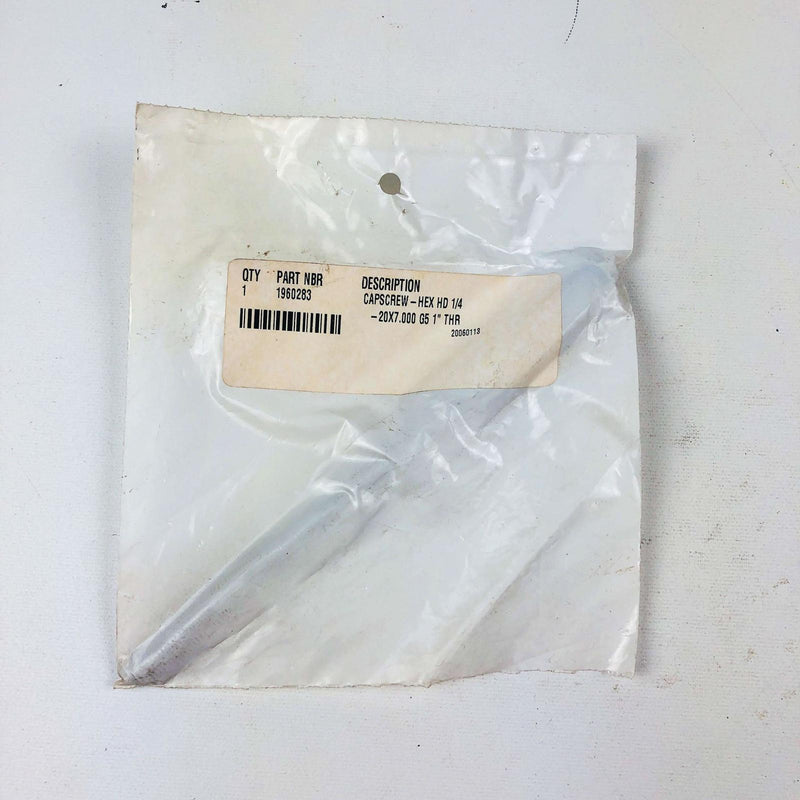 QTY PART NBR DESCRIPTION
1 1960283 CAPSCREW-HEX HD 1/4
-20X7.000 G5 1" THR
20060113